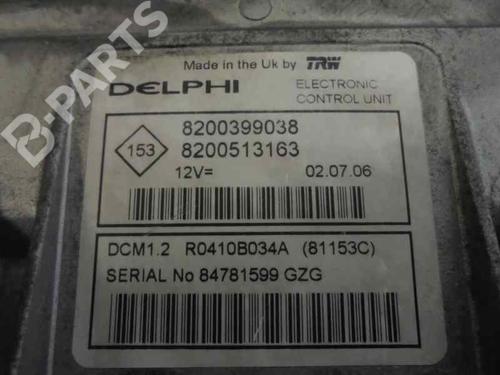 B-PARTS
Made in the Uk by TRW
DELPHI
ELECTRONIC
CONTROL UNIT
153
8200399038
8200513163
12V= 02.07.06
DCM1.2 R0410B034A (81153C)
SERIAL No 84781599 GZG